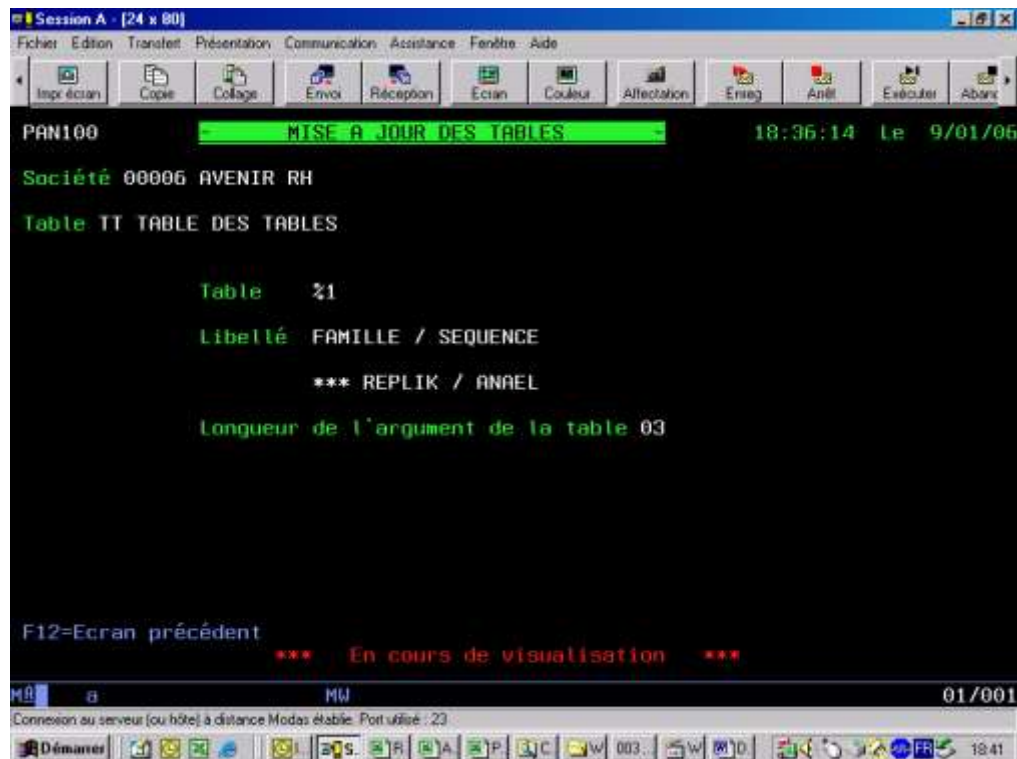 Session A - [24 x 80]
Fichier Edition Transfert Présentation Communication Assistance Fenêtre Aide
Impr écran Copie Collage Envoi Réception Ecran Couleur Affectation Enreg Arrêt Exécuter Abanc
PAN100 - MISE A JOUR DES TABLES - 18:36:14 Le 9/01/06
Société 00006 AVENIR RH
Table TT TABLE DES TABLES
Table %1
Libellé FAMILLE / SEQUENCE
*** REPLIK / ANAEL
Longueur de l'argument de la table 03
F12=Ecran précédent
*** En cours de visualisation ***
MA a MW 01/001
Connexion au serveur (ou hôte) à distance Modas établie. Port utilisé : 23
Démarrer S. R A P C W 003. W D FR 18:41